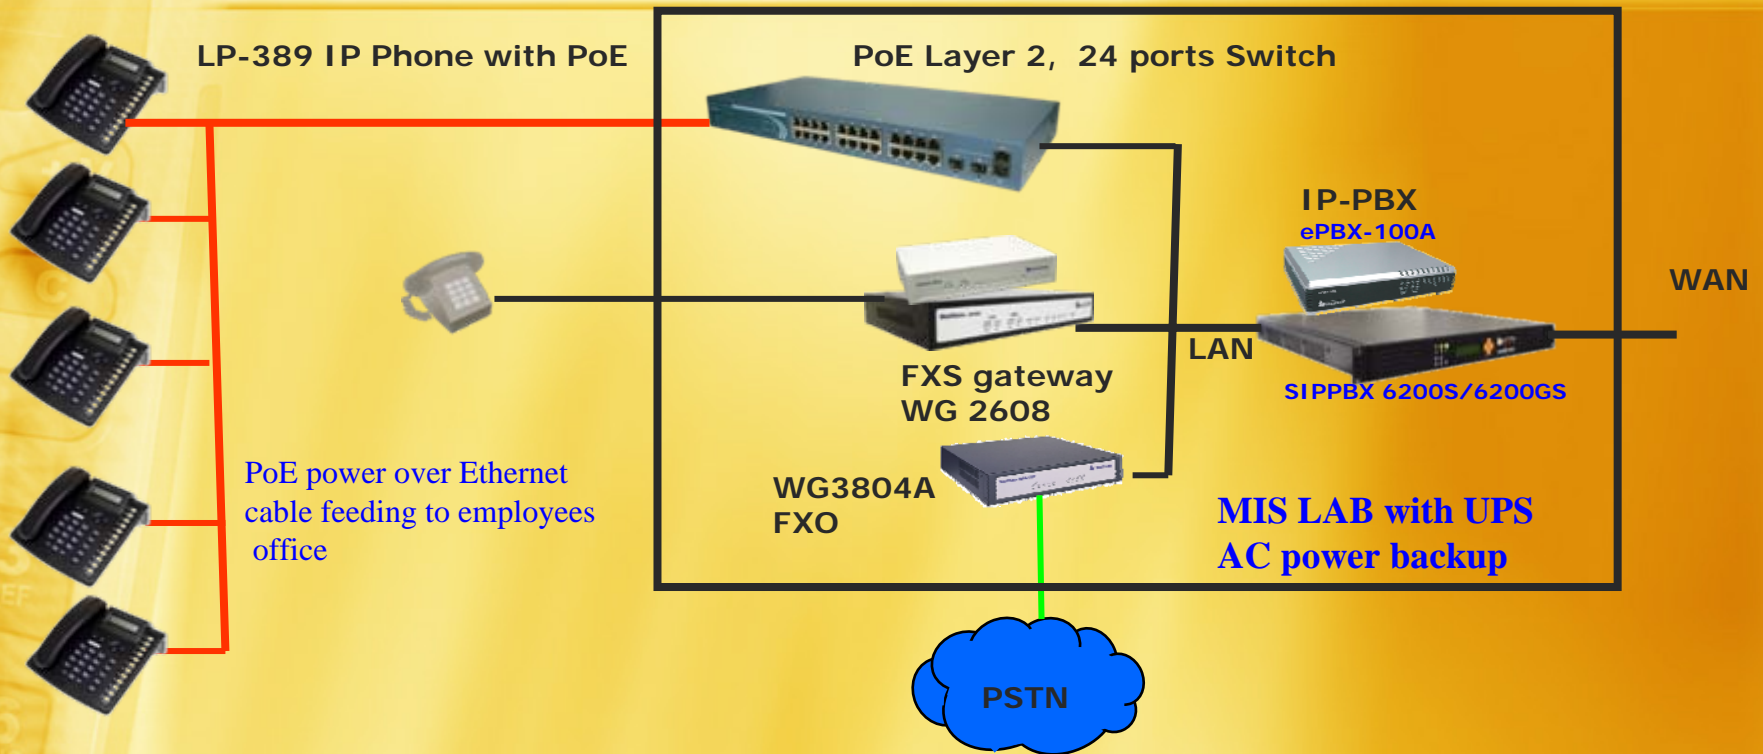 LP-389 IP Phone with PoE
PoE Layer 2, 24 ports Switch
IP-PBX
ePBX-100A
WAN
LAN
SIPPBX 6200S/6200GS
FXS gateway
WG 2608
WG3804A
FXO
PoE power over Ethernet
cable feeding to employees
office
MIS LAB with UPS
AC power backup
PSTN